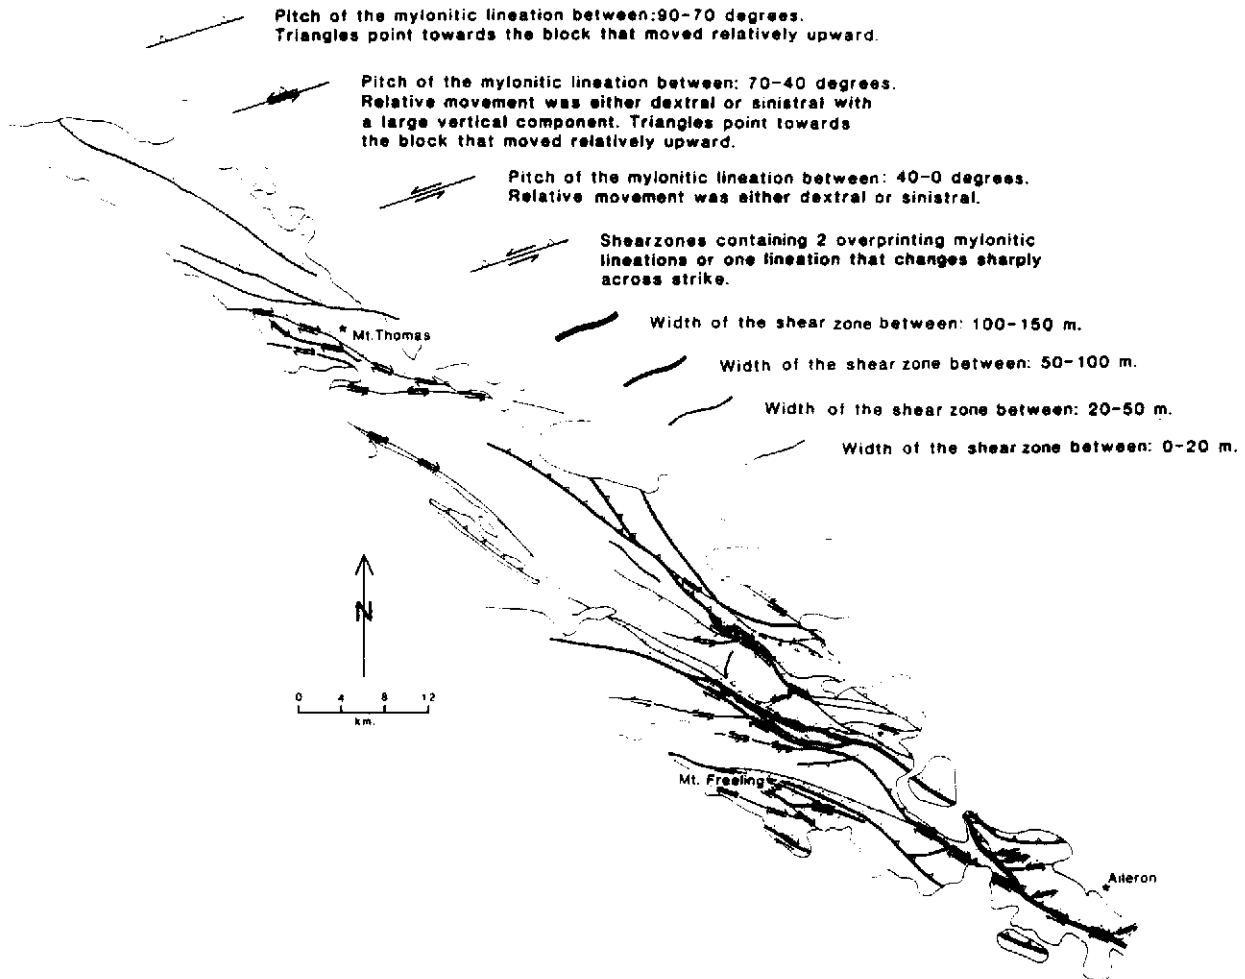 Pitch of the mylonitic lineation between:90-70 degrees.
Triangles point towards the block that moved relatively upward.
Pitch of the mylonitic lineation between: 70-40 degrees.
Relative movement was either dextral or sinistral with
a large vertical component. Triangles point towards
the block that moved relatively upward.
Pitch of the mylonitic lineation between: 40-0 degrees.
Relative movement was either dextral or sinistral.
Shearzones containing 2 overprinting mylonitic
lineations or one lineation that changes sharply
across strike.
Width of the shear zone between: 100-150 m.
Width of the shear zone between: 50-100 m.
Width of the shear zone between: 20-50 m.
Width of the shear zone between: 0-20 m.
Mt. Thomas
N
0 4 8 12
km.
Mt. Freeling
Aileron